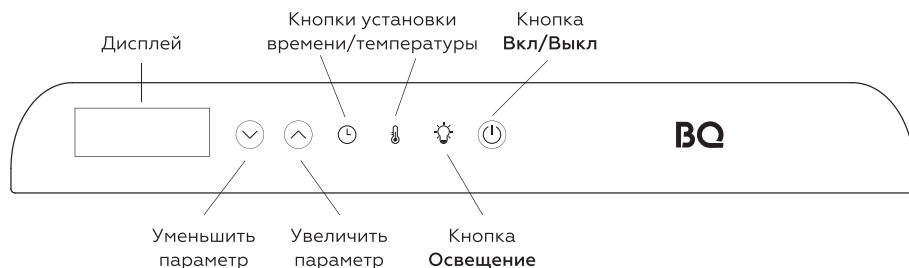 Дисплей
Кнопки установки
времени/температуры
Кнопка
Вкл/Выкл
BQ
Уменьшить
параметр
Увеличить
параметр
Кнопка
Освещение